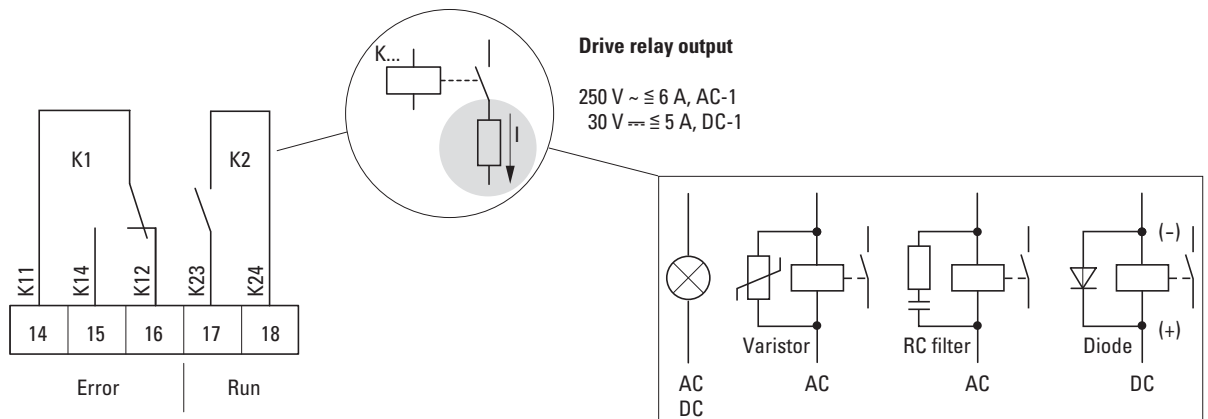 K...
Drive relay output
250 V ~ ≦ 6 A, AC-1
30 V ⎓ ≦ 5 A, DC-1
I
K1
K2
K11
K14
K12
K23
K24
14 15 16 17 18
Error Run
(-)
(+)
Varistor RC filter Diode
AC
DC
AC
AC
DC